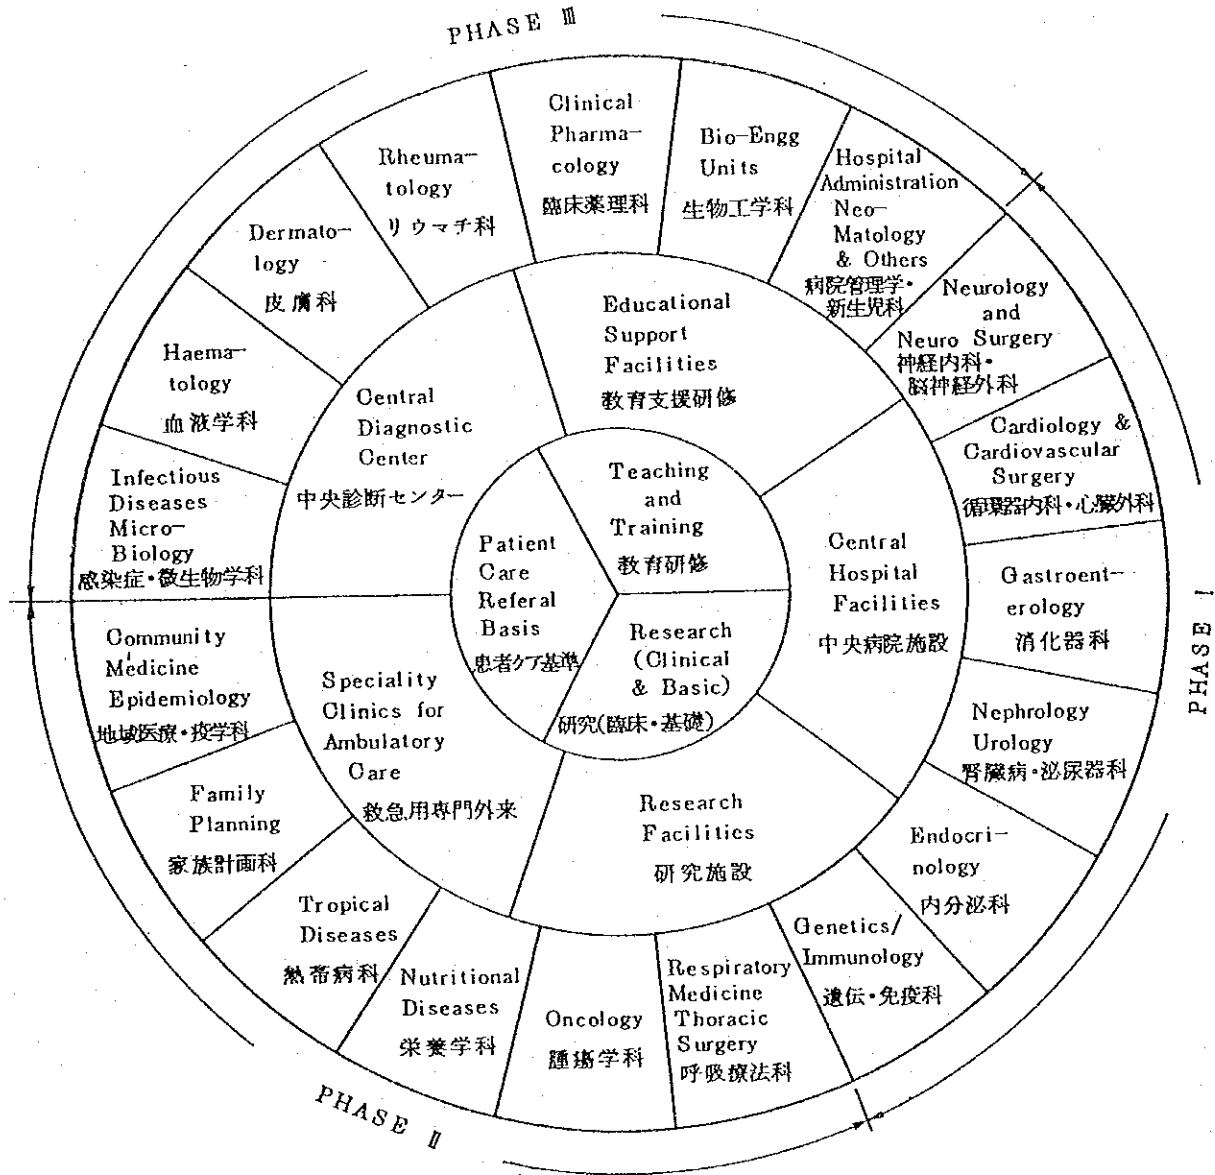 PHASE Ⅲ
Clinical
Pharma-
cology
臨床薬理科
Bio-Engg
Units
生物工学科
Hospital
Administration
Neo-
Matology
& Others
病院管理学・
新生児科
Neurology
and
Neuro Surgery
神経内科・
脳神経外科
Cardiology &
Cardiovascular
Surgery
循環器内科・心臓外科
Gastroent-
erology
消化器科
PHASE Ⅰ
Nephrology
Urology
腎臓病・泌尿器科
Endocri-
nology
内分泌科
Genetics/
Immunology
遺伝・免疫科
Respiratory
Medicine
Thoracic
Surgery
呼吸療法科
Oncology
腫瘍学科
Nutritional
Diseases
栄養学科
PHASE Ⅱ
Tropical
Diseases
熱帯病科
Family
Planning
家族計画科
Community
Medicine
Epidemiology
地域医療・疫学科
Infectious
Diseases
Micro-
Biology
感染症・微生物学科
Haema-
tology
血液学科
Dermato-
logy
皮膚科
Rheuma-
tology
リウマチ科
Educational
Support
Facilities
教育支援研修
Central
Hospital
Facilities
中央病院施設
Research
Facilities
研究施設
Speciality
Clinics for
Ambulatory
Care
救急用専門外来
Central
Diagnostic
Center
中央診断センター
Teaching
and
Training
教育研修
Research
(Clinical
& Basic)
研究(臨床・基礎)
Patient
Care
Referal
Basis
患者ケア基準